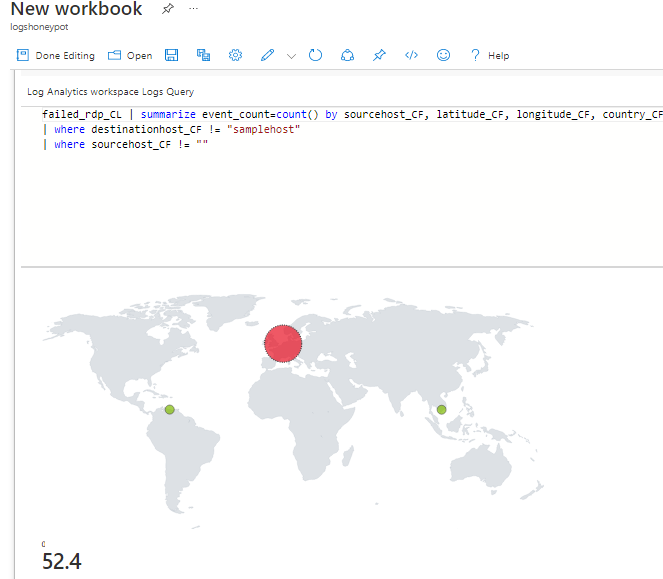 New workbook
logshoneypot
Done Editing Open Help
Log Analytics workspace Logs Query
failed_rdp_CL | summarize event_count=count() by sourcehost_CF, latitude_CF, longitude_CF, country_CF
| where destinationhost_CF != "samplehost"
| where sourcehost_CF != ""
52.4